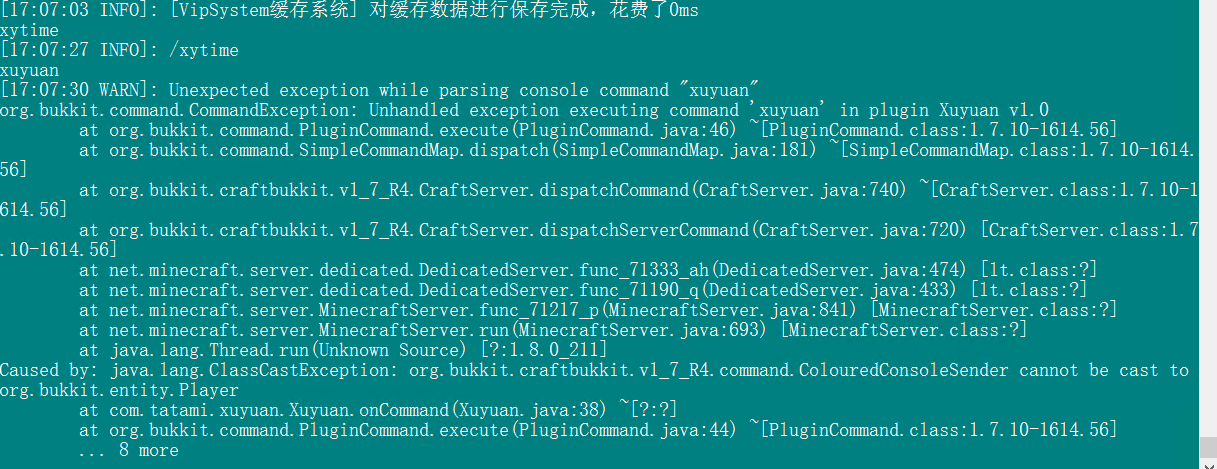 [17:07:03 INFO]: [VipSystem缓存系统] 对缓存数据进行保存完成，花费了0ms
xytime
[17:07:27 INFO]: /xytime
xuyuan
[17:07:30 WARN]: Unexpected exception while parsing console command "xuyuan"
org.bukkit.command.CommandException: Unhandled exception executing command 'xuyuan' in plugin Xuyuan v1.0
at org.bukkit.command.PluginCommand.execute(PluginCommand.java:46) ~[PluginCommand.class:1.7.10-1614.56]
at org.bukkit.command.SimpleCommandMap.dispatch(SimpleCommandMap.java:181) ~[SimpleCommandMap.class:1.7.10-1614.
56]
at org.bukkit.craftbukkit.v1_7_R4.CraftServer.dispatchCommand(CraftServer.java:740) ~[CraftServer.class:1.7.10-1
614.56]
at org.bukkit.craftbukkit.v1_7_R4.CraftServer.dispatchServerCommand(CraftServer.java:720) [CraftServer.class:1.7
.10-1614.56]
at net.minecraft.server.dedicated.DedicatedServer.func_71333_ah(DedicatedServer.java:474) [lt.class:?]
at net.minecraft.server.dedicated.DedicatedServer.func_71190_q(DedicatedServer.java:433) [lt.class:?]
at net.minecraft.server.MinecraftServer.func_71217_p(MinecraftServer.java:841) [MinecraftServer.class:?]
at net.minecraft.server.MinecraftServer.run(MinecraftServer.java:693) [MinecraftServer.class:?]
at java.lang.Thread.run(Unknown Source) [?:1.8.0_211]
Caused by: java.lang.ClassCastException: org.bukkit.craftbukkit.v1_7_R4.command.ColouredConsoleSender cannot be cast to
org.bukkit.entity.Player
at com.tatami.xuyuan.Xuyuan.onCommand(Xuyuan.java:38) ~[?:?]
at org.bukkit.command.PluginCommand.execute(PluginCommand.java:44) ~[PluginCommand.class:1.7.10-1614.56]
... 8 more